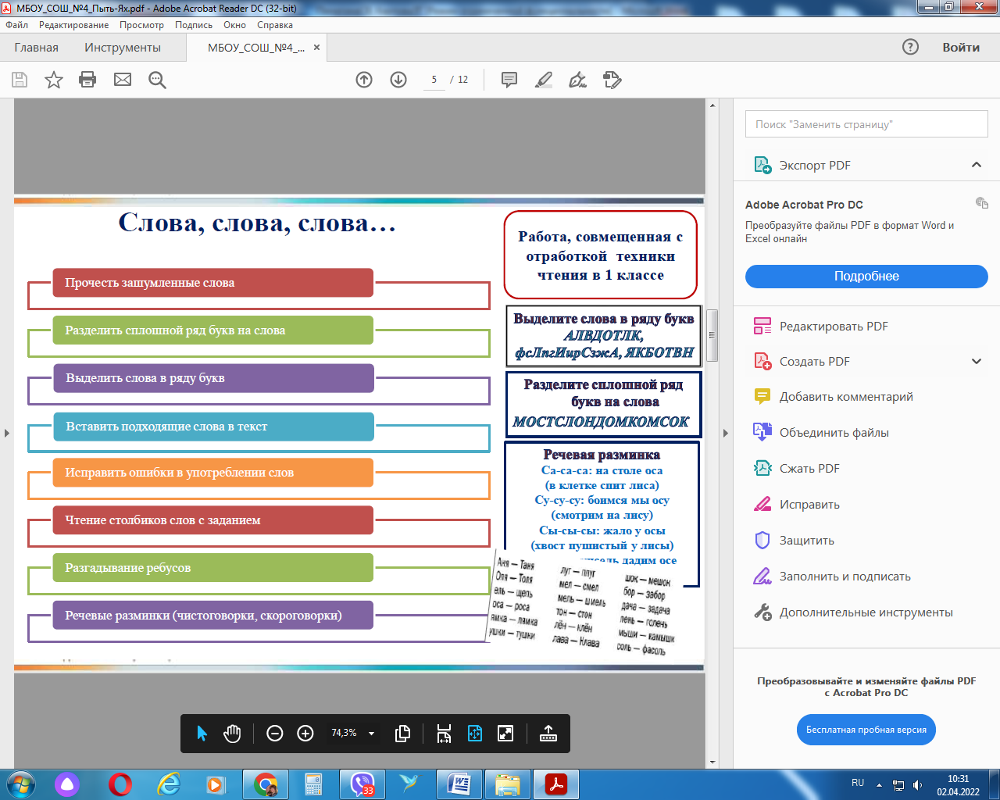 МБОУ_СОШ_№4_Пыть-Ях.pdf - Adobe Acrobat Reader DC (32-bit)
Файл Редактирование Просмотр Подпись Окно Справка
Главная Инструменты МБОУ_СОШ_№4_... × Войти
5 / 12
Слова, слова, слова…
Прочесть зашумленные слова
Разделить сплошной ряд букв на слова
Выделить слова в ряду букв
Вставить подходящие слова в текст
Исправить ошибки в употреблении слов
Чтение столбиков слов с заданием
Разгадывание ребусов
Речевые разминки (чистоговорки, скороговорки)
Работа, совмещенная с
отработкой техники
чтения в 1 классе
Выделите слова в ряду букв
АЛВДОТЛК,
фсЛпгИирСзжА, ЯКБОТВН
Разделите сплошной ряд
букв на слова
МОСТСЛОНДОМКОМСОК
Речевая разминка
Са-са-са: на столе оса
(в клетке спит лиса)
Су-су-су: боимся мы осу
(смотрим на лису)
Сы-сы-сы: жало у осы
(хвост пушистый у лисы)
дадим осе
Аня — Таня
Оля — Толя
ель — щель
оса — роса
ямка — лямка
ушки — тушки
луг — плуг
мел — смел
мель — шмель
тон — стон
лён — клён
лава — Клава
шок — мешок
бор — забор
дача — задача
лень — голень
мыши — камыши
соль — фасоль
Поиск "Заменить страницу"
Экспорт PDF
Adobe Acrobat Pro DC
Преобразуйте файлы PDF в формат Word и
Excel онлайн
Подробнее
Редактировать PDF
Создать PDF
Добавить комментарий
Объединить файлы
Сжать PDF
Исправить
Защитить
Заполнить и подписать
Дополнительные инструменты
Преобразовывайте и изменяйте файлы PDF
с Acrobat Pro DC
Бесплатная пробная версия
74,3%
33
RU
10:31
02.04.2022